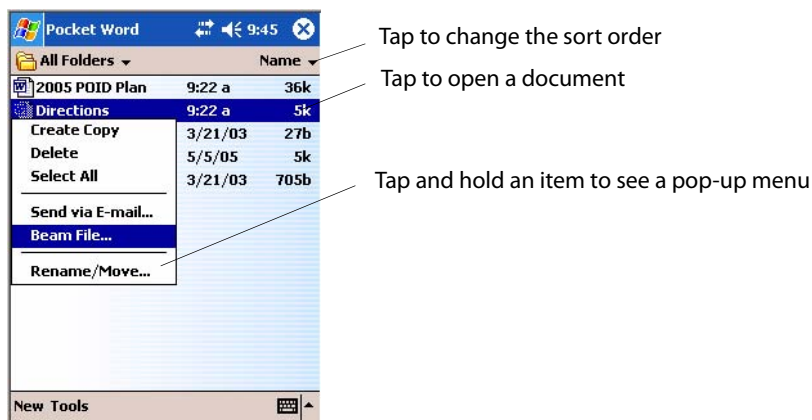 Pocket Word 9:45
All Folders Name
2005 POID Plan 9:22 a 36k
Directions 9:22 a 5k
Create Copy 3/21/03 27b
Delete 5/5/05 5k
Select All 3/21/03 705b
Send via E-mail...
Beam File...
Rename/Move...
New Tools
Tap to change the sort order
Tap to open a document
Tap and hold an item to see a pop-up menu